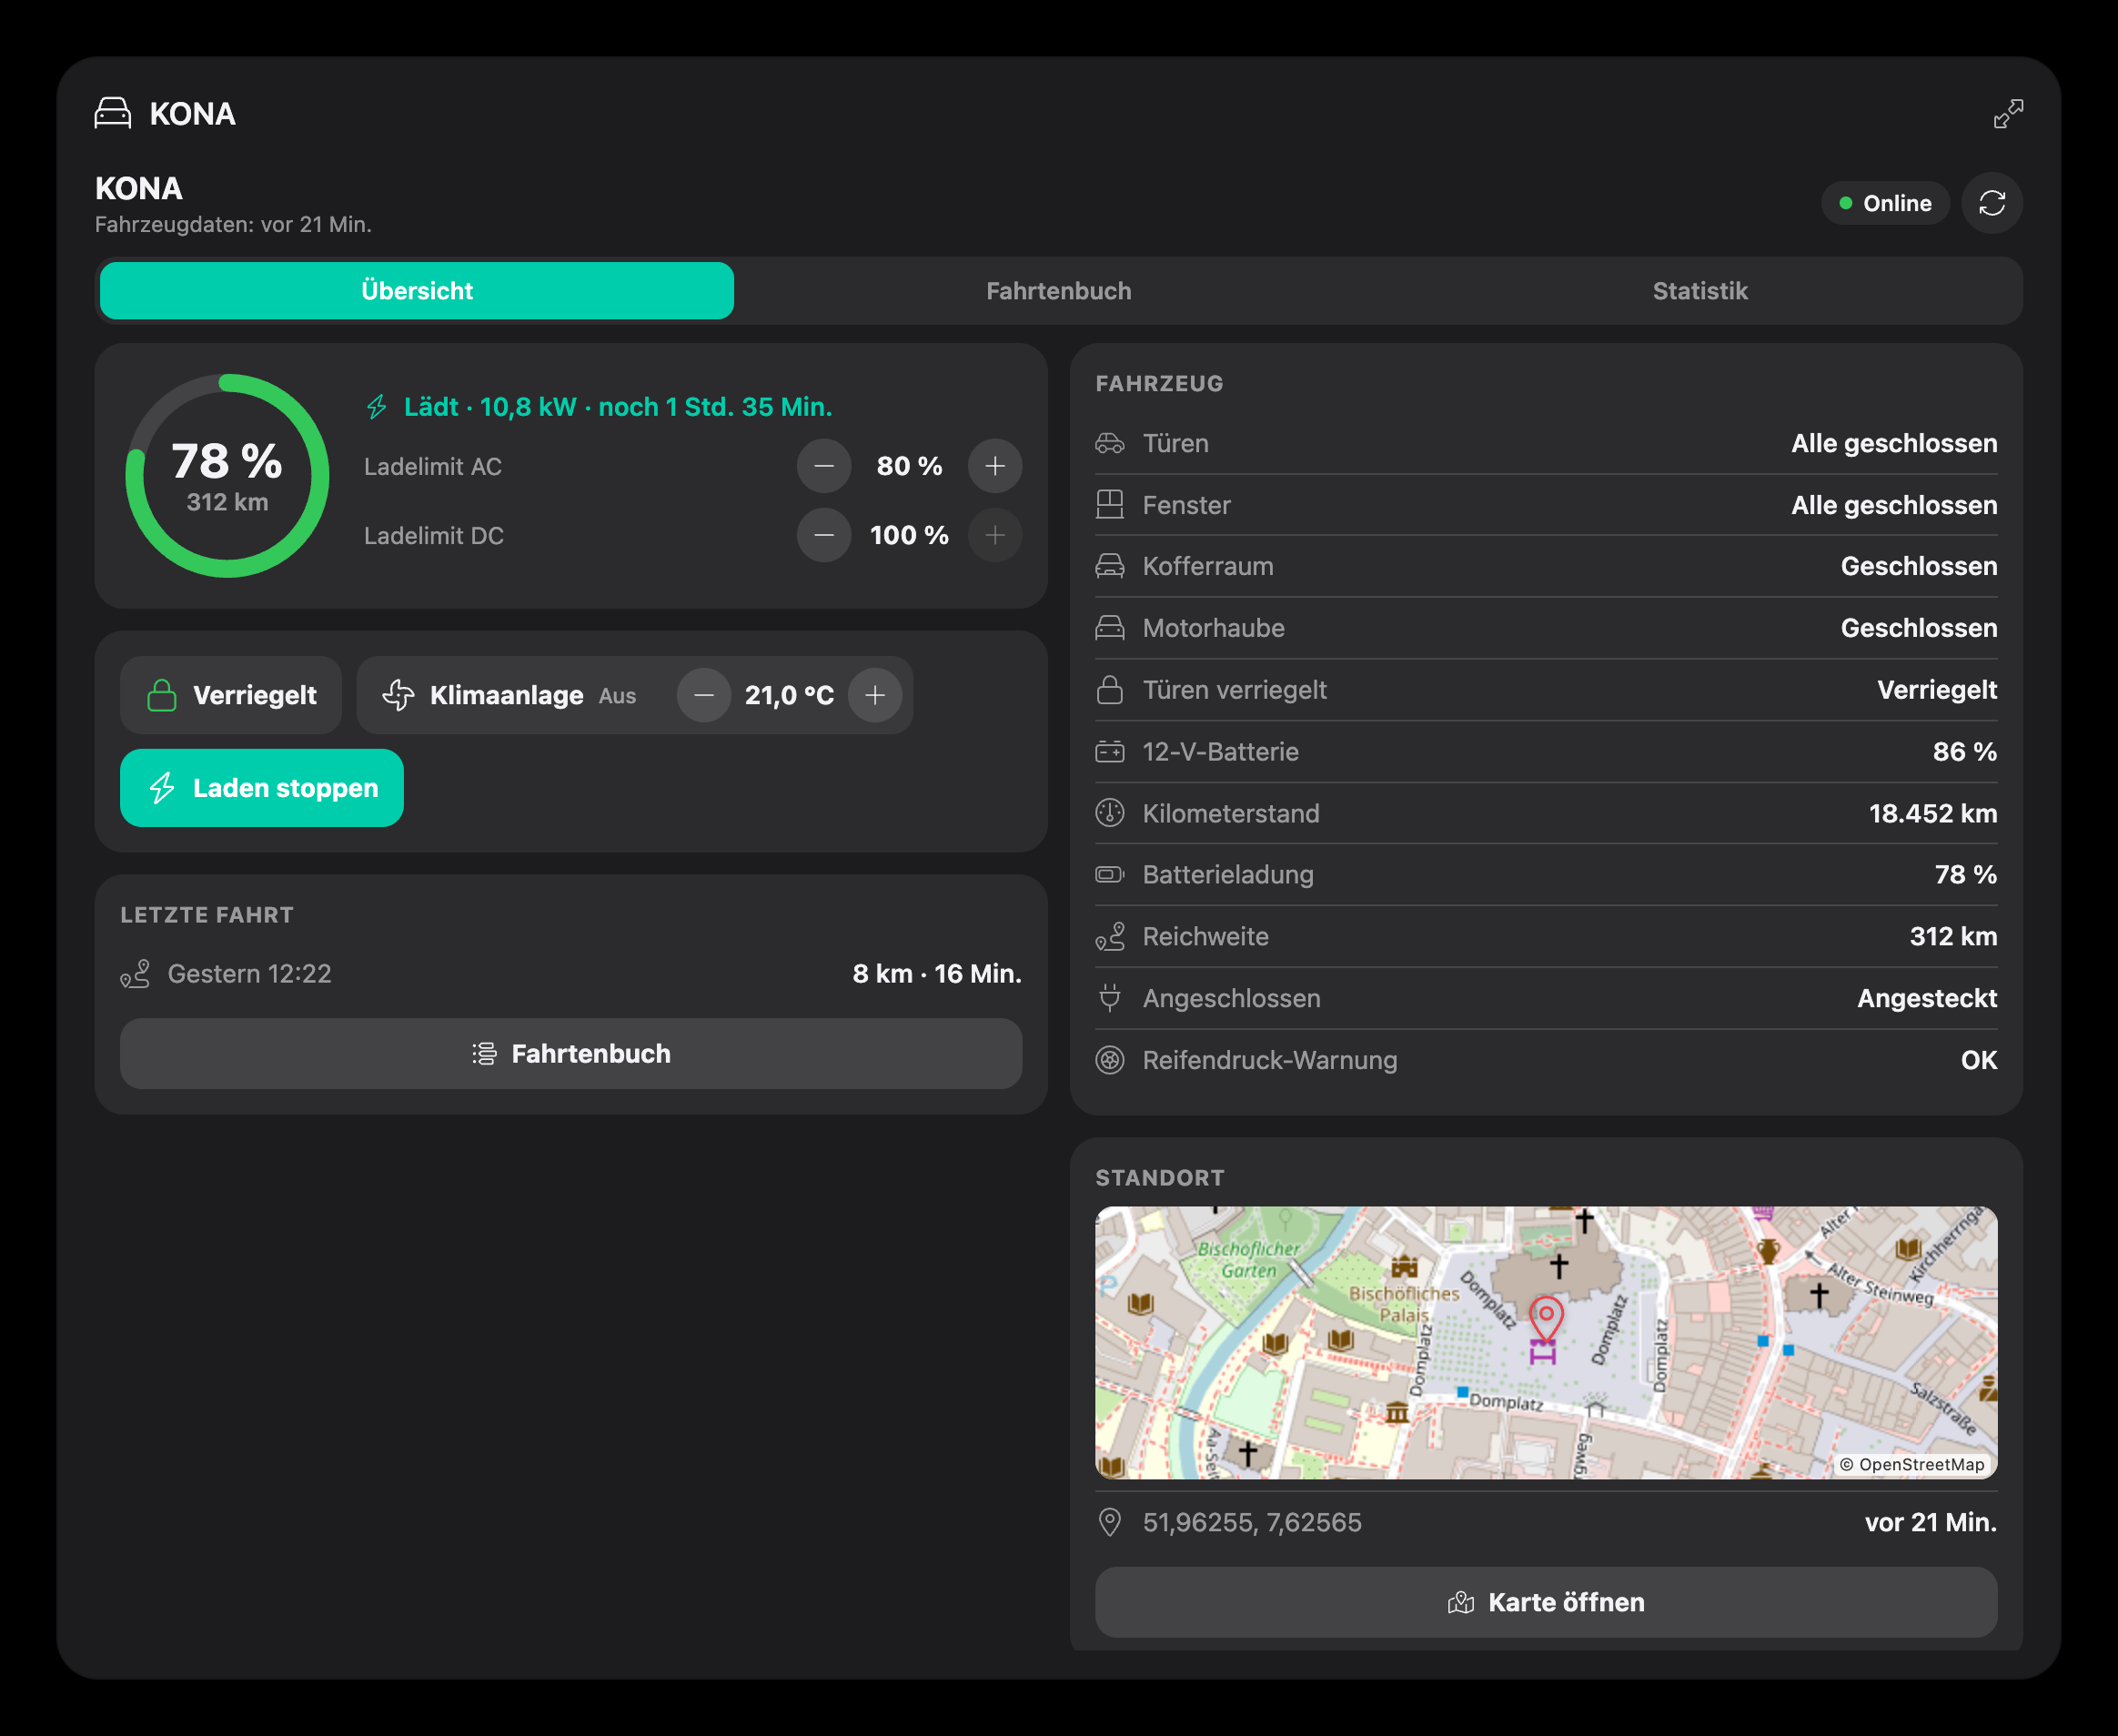 KONA
KONA
Fahrzeugdaten: vor 21 Min.
Online
Übersicht
Fahrtenbuch
Statistik
78 %
312 km
Lädt · 10,8 kW · noch 1 Std. 35 Min.
Ladelimit AC
80 %
Ladelimit DC
100 %
Verriegelt
Klimaanlage Aus
21,0 °C
Laden stoppen
LETZTE FAHRT
Gestern 12:22
8 km · 16 Min.
Fahrtenbuch
FAHRZEUG
Türen
Alle geschlossen
Fenster
Alle geschlossen
Kofferraum
Geschlossen
Motorhaube
Geschlossen
Türen verriegelt
Verriegelt
12-V-Batterie
86 %
Kilometerstand
18.452 km
Batterieladung
78 %
Reichweite
312 km
Angeschlossen
Angesteckt
Reifendruck-Warnung
OK
STANDORT
Bischöflicher
Garten
Bischöfliches
Palais
Domplatz
Domplatz
Domplatz
Domplatz
Domplatz
Alter
Alter Steinweg
Salzstraße
© OpenStreetMap
51,96255, 7,62565
vor 21 Min.
Karte öffnen